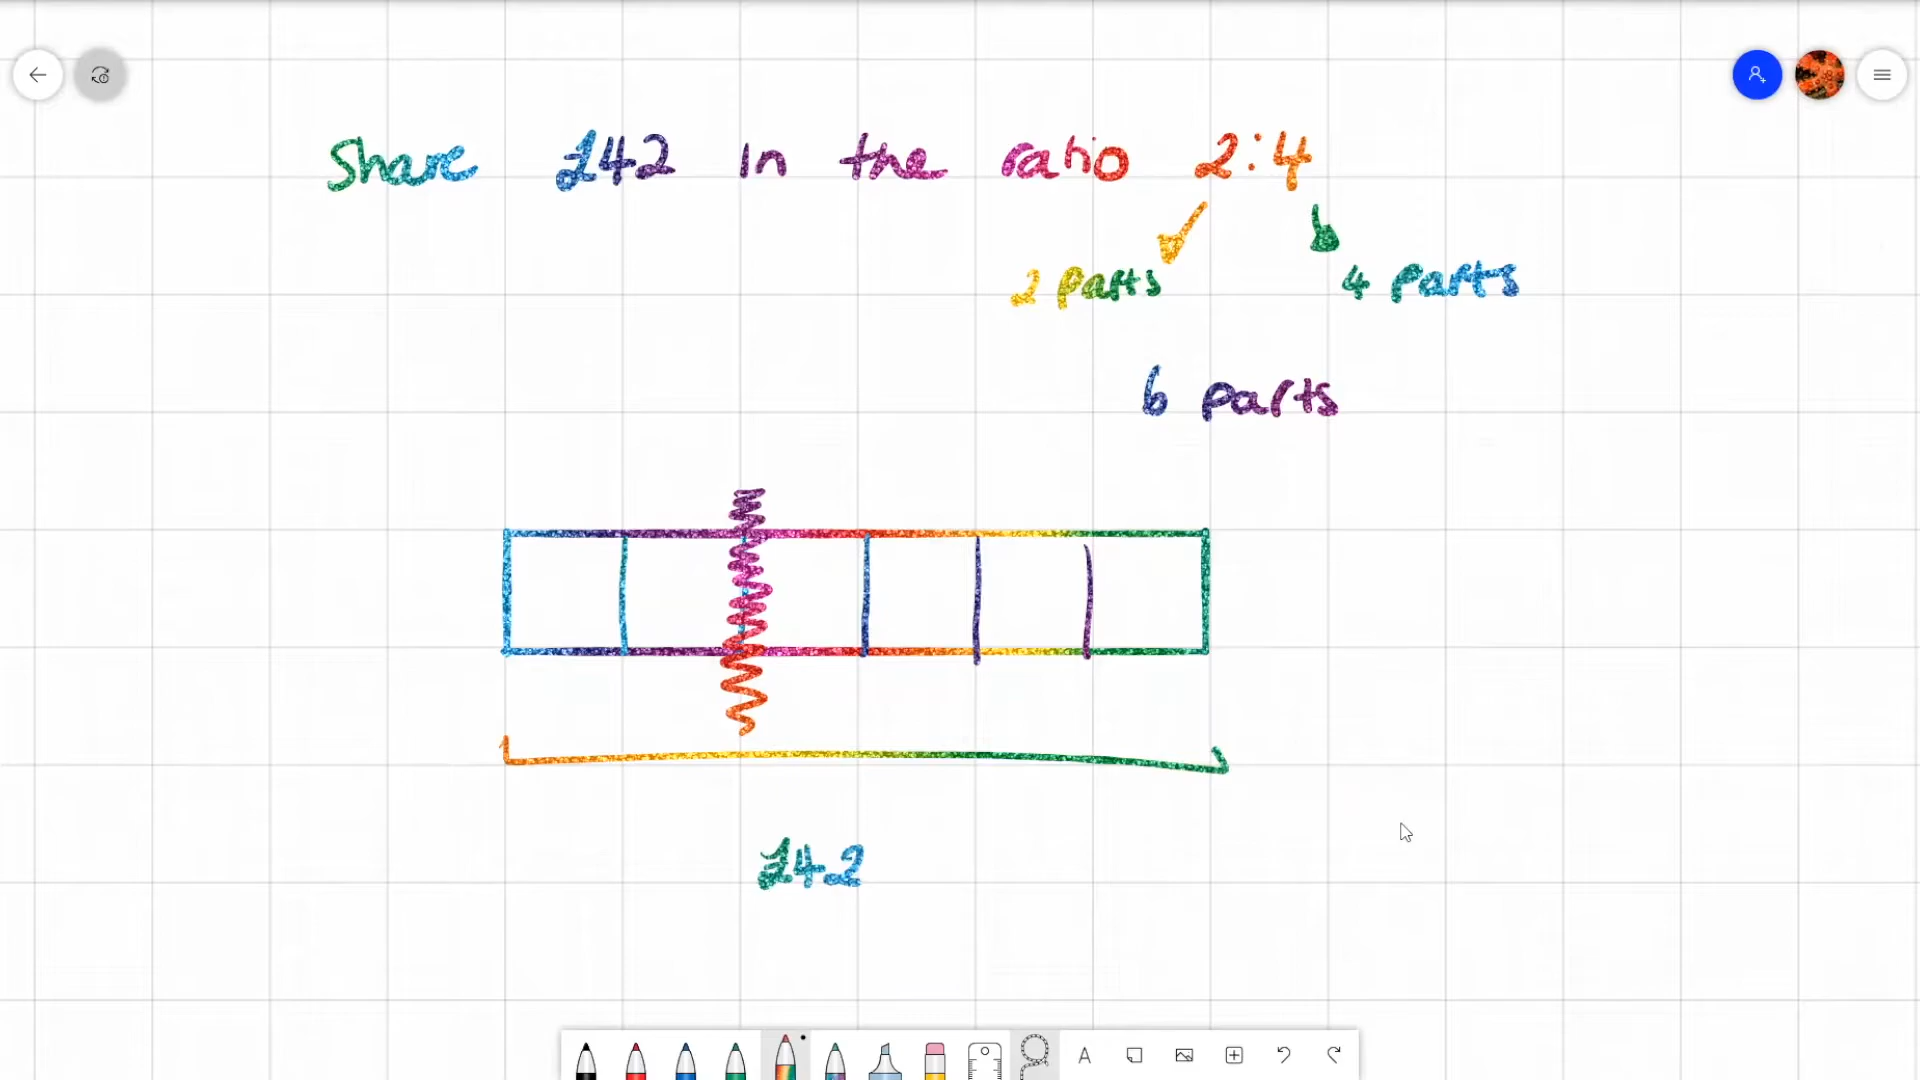 Share £42 in the ratio 2:4
2 parts 4 parts
6 parts
£42
A